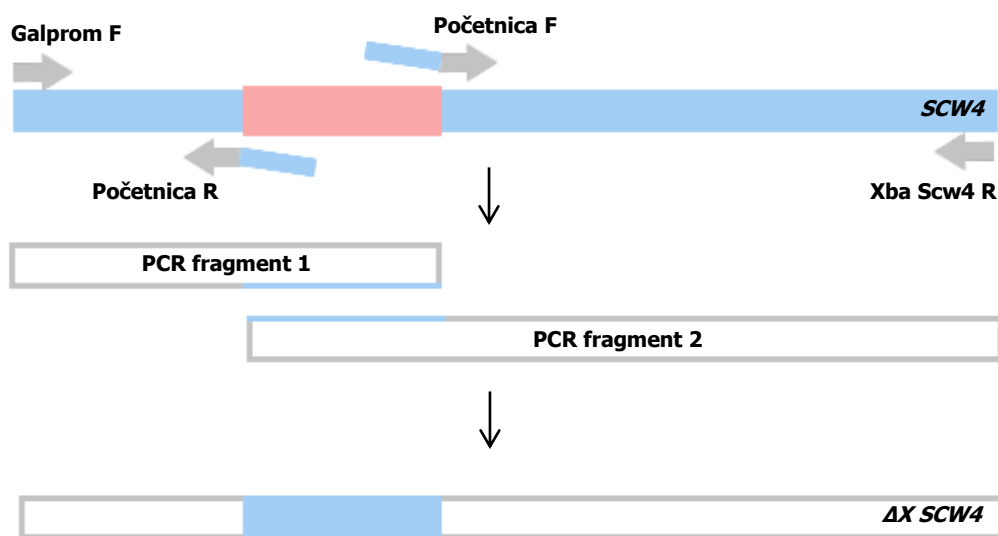 Galprom F
Početnica F
SCW4
Početnica R
Xba Scw4 R
PCR fragment 1
PCR fragment 2
ΔX SCW4